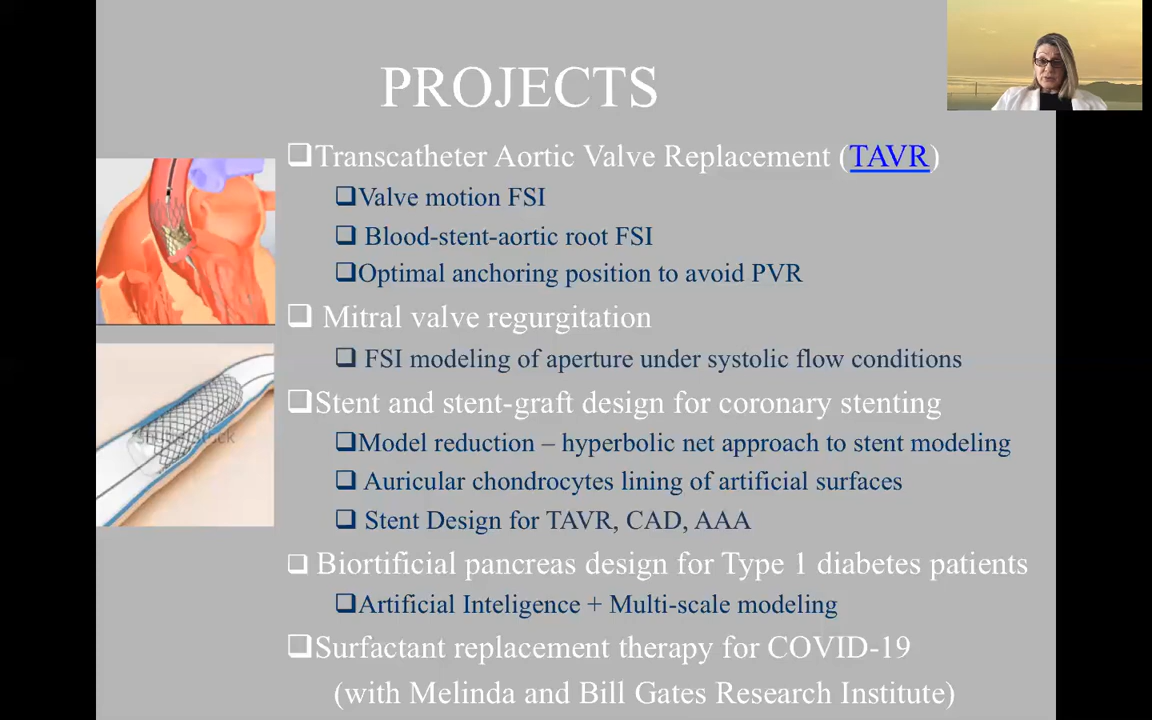 PROJECTS
❑Transcatheter Aortic Valve Replacement (TAVR)
❑Valve motion FSI
❑ Blood-stent-aortic root FSI
❑Optimal anchoring position to avoid PVR
❑ Mitral valve regurgitation
❑ FSI modeling of aperture under systolic flow conditions
❑Stent and stent-graft design for coronary stenting
❑Model reduction – hyperbolic net approach to stent modeling
❑ Auricular chondrocytes lining of artificial surfaces
❑ Stent Design for TAVR, CAD, AAA
❑ Biortificial pancreas design for Type 1 diabetes patients
❑Artificial Inteligence + Multi-scale modeling
❑Surfactant replacement therapy for COVID-19
(with Melinda and Bill Gates Research Institute)
shutterstock